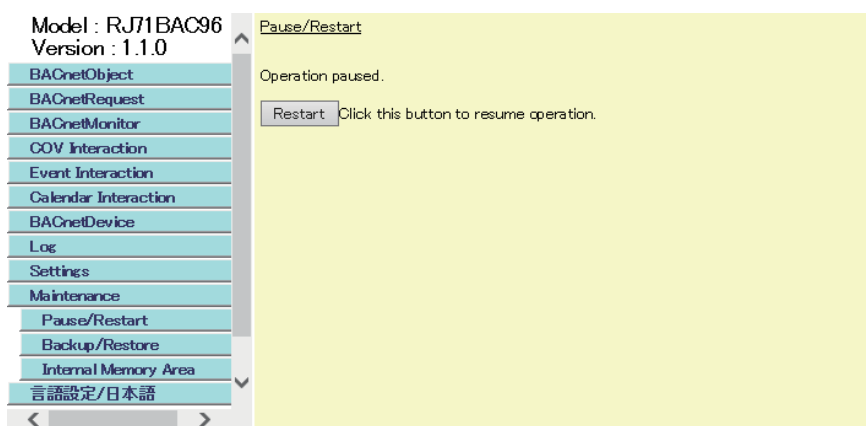 Model : RJ71BAC96
Version : 1.1.0
BACnetObject
BACnetRequest
BACnetMonitor
COV Interaction
Event Interaction
Calendar Interaction
BACnetDevice
Log
Settings
Maintenance
Pause/Restart
Backup/Restore
Internal Memory Area
言語設定/日本語
Pause/Restart
Operation paused.
Restart Click this button to resume operation.